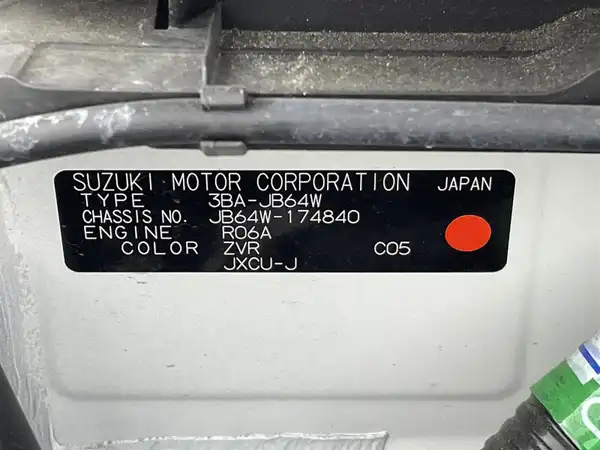 SUZUKI MOTOR CORPORATION JAPAN
TYPE 3BA-JB64W
CHASSIS NO. JB64W-174840
ENGINE R06A
COLOR ZVR C05
JXCU-J